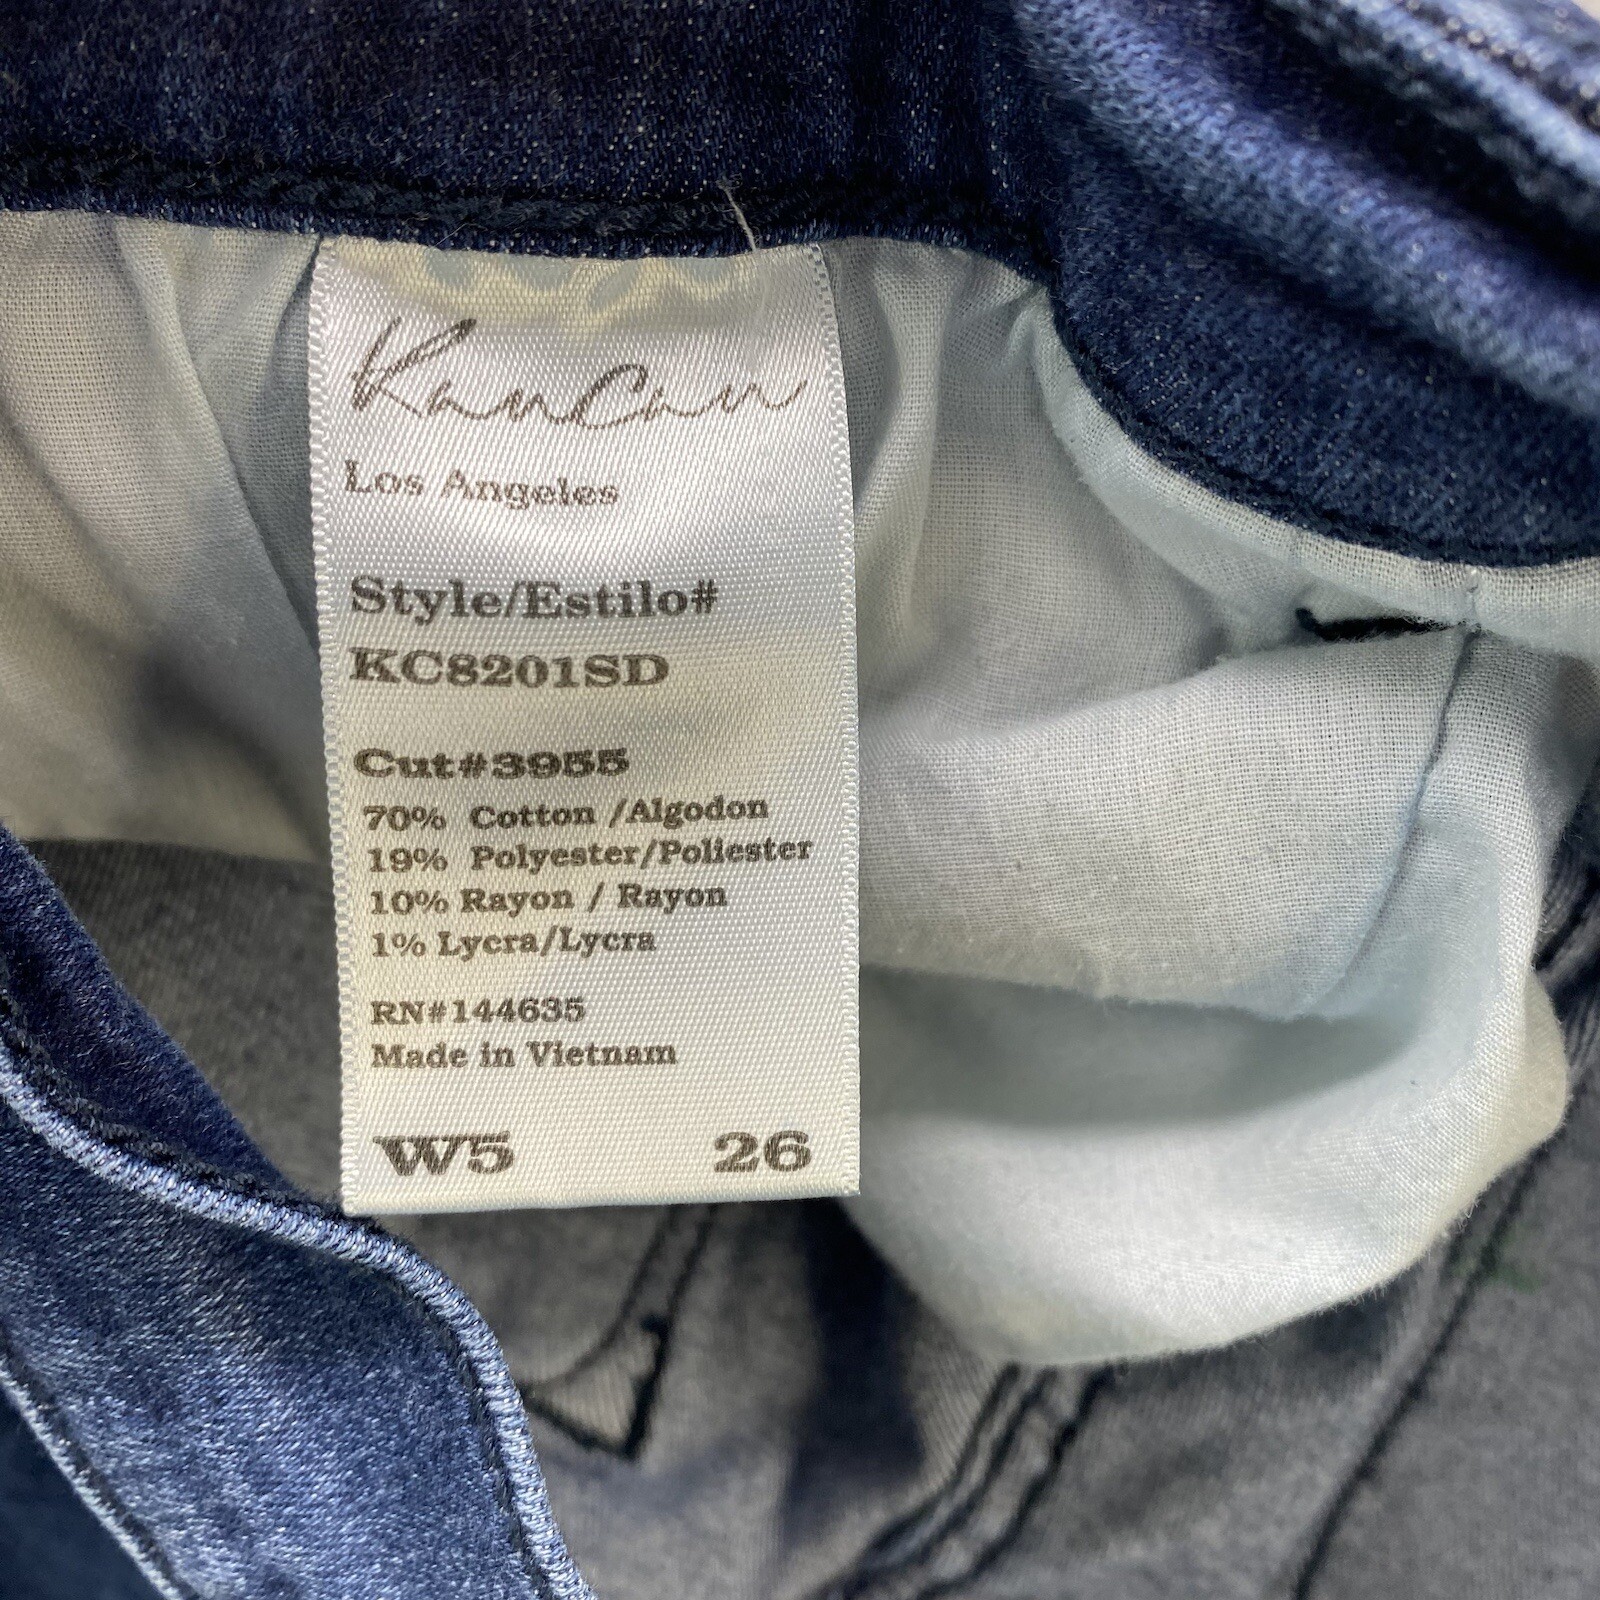 KanCan
Los Angeles
Style/Estilo#
KC8201SD
Cut#3955
70% Cotton /Algodon
19% Polyester/Poliester
10% Rayon / Rayon
1% Lycra/Lycra
RN#144635
Made in Vietnam
W5 26